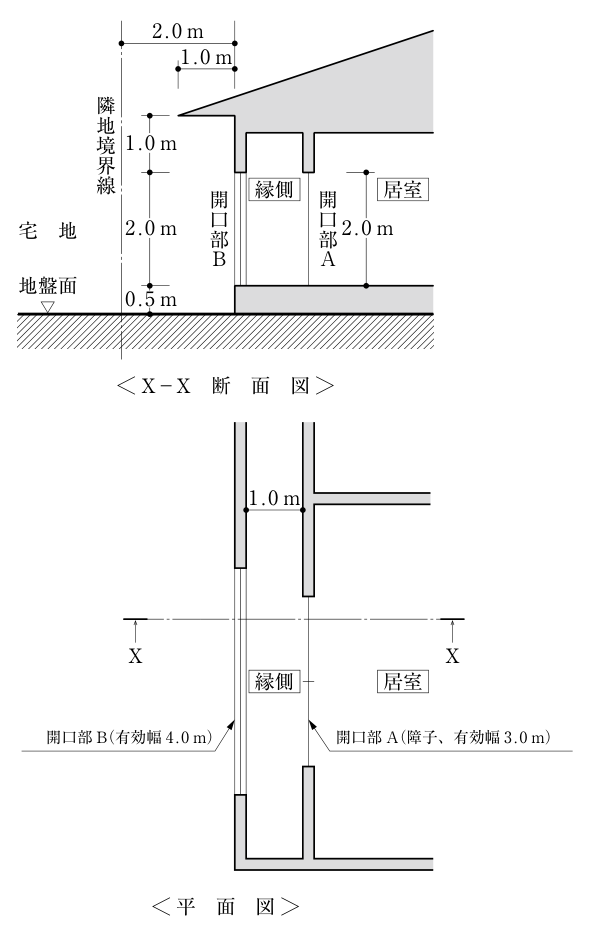 2.0 m
1.0 m
隣地境界線
1.0 m
縁側
居室
開口部B
開口部A
2.0 m
2.0 m
宅 地
地盤面
0.5 m
＜X−X 断 面 図＞
1.0 m
X
X
縁側
居室
開口部 B(有効幅 4.0 m)
開口部 A(障子、有効幅 3.0 m)
＜平 面 図＞